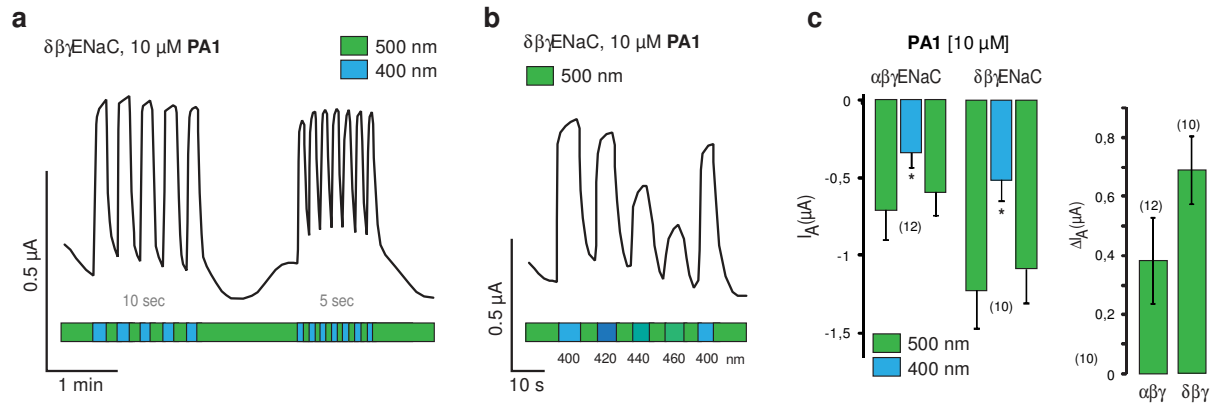 a
δβγENaC, 10 µM PA1
500 nm
400 nm
0.5 µA
10 sec
5 sec
1 min
b
δβγENaC, 10 µM PA1
500 nm
0.5 µA
400 420 440 460 400 nm
10 s
c
PA1 [10 µM]
αβγENaC δβγENaC
0
-0,5
-1
-1,5
I_A(µA)
*
(12)
*
(10)
500 nm
400 nm
(10)
ΔI_A(µA)
0,8
0,6
0,4
0,2
0
(12)
(10)
αβγ δβγ